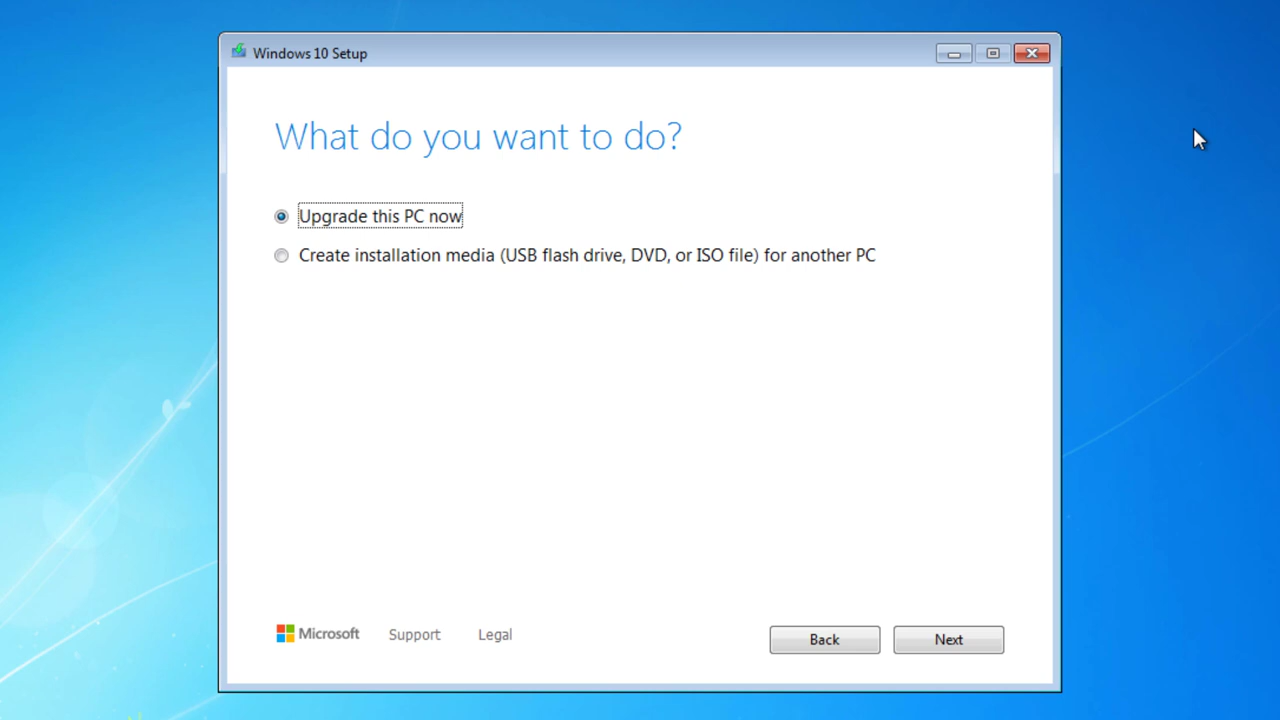 Windows 10 Setup
What do you want to do?
Upgrade this PC now
Create installation media (USB flash drive, DVD, or ISO file) for another PC
Microsoft Support Legal Back Next